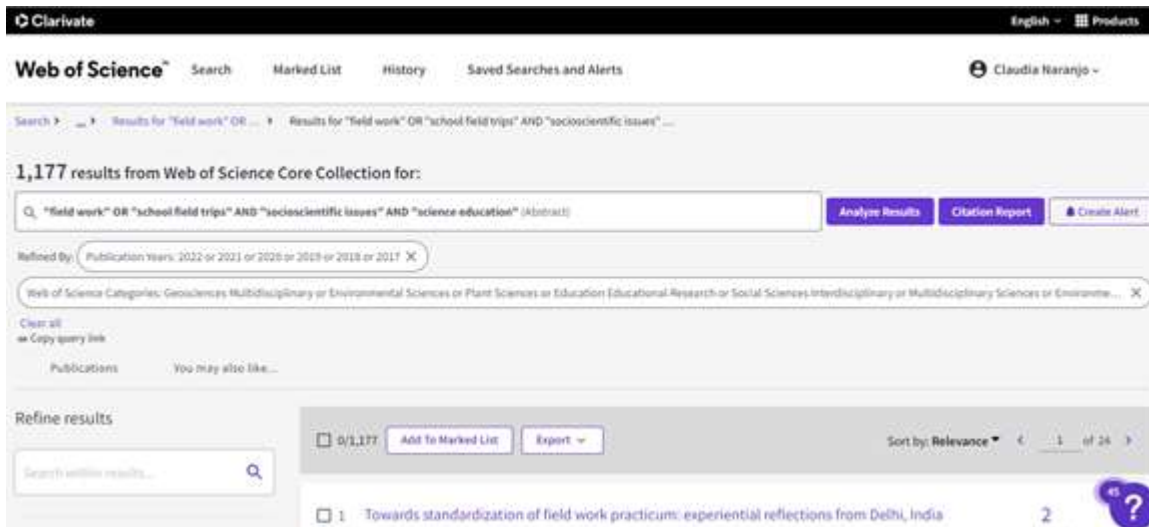 Clarivate English Products
Web of Science™ Search Marked List History Saved Searches and Alerts Claudia Naranjo
Search > ... > Results for "field work" OR ... > Results for "field work" OR "school field trips" AND "socioscientific issues" ...
1,177 results from Web of Science Core Collection for:
"field work" OR "school field trips" AND "socioscientific issues" AND "science education" (Abstract) Analyze Results Citation Report Create Alert
Refined By: Publication Years: 2022 or 2021 or 2020 or 2019 or 2018 or 2017 ×
Web of Science Categories: Geosciences Multidisciplinary or Environmental Sciences or Plant Sciences or Education Educational Research or Social Sciences Interdisciplinary or Multidisciplinary Sciences or Environme... ×
Clear all
Copy query link
Publications You may also like...
Refine results
0/1,177 Add To Marked List Export Sort by: Relevance < 1 of 24 >
Search within results...
45
?
1 Towards standardization of field work practicum: experiential reflections from Delhi, India 2